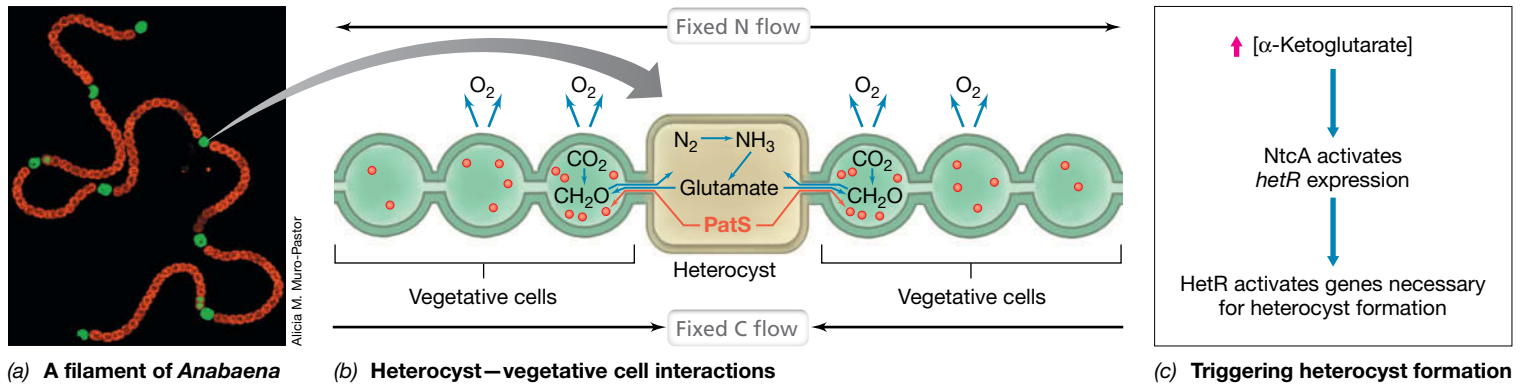 Alicia M. Muro-Pastor
(a) A filament of Anabaena
Fixed N flow
O₂ O₂ O₂ O₂
N₂ NH₃
CO₂ CO₂
CH₂O Glutamate CH₂O
PatS
Heterocyst
Vegetative cells Vegetative cells
Fixed C flow
(b) Heterocyst—vegetative cell interactions
[α-Ketoglutarate]
NtcA activates
hetR expression
HetR activates genes necessary
for heterocyst formation
(c) Triggering heterocyst formation